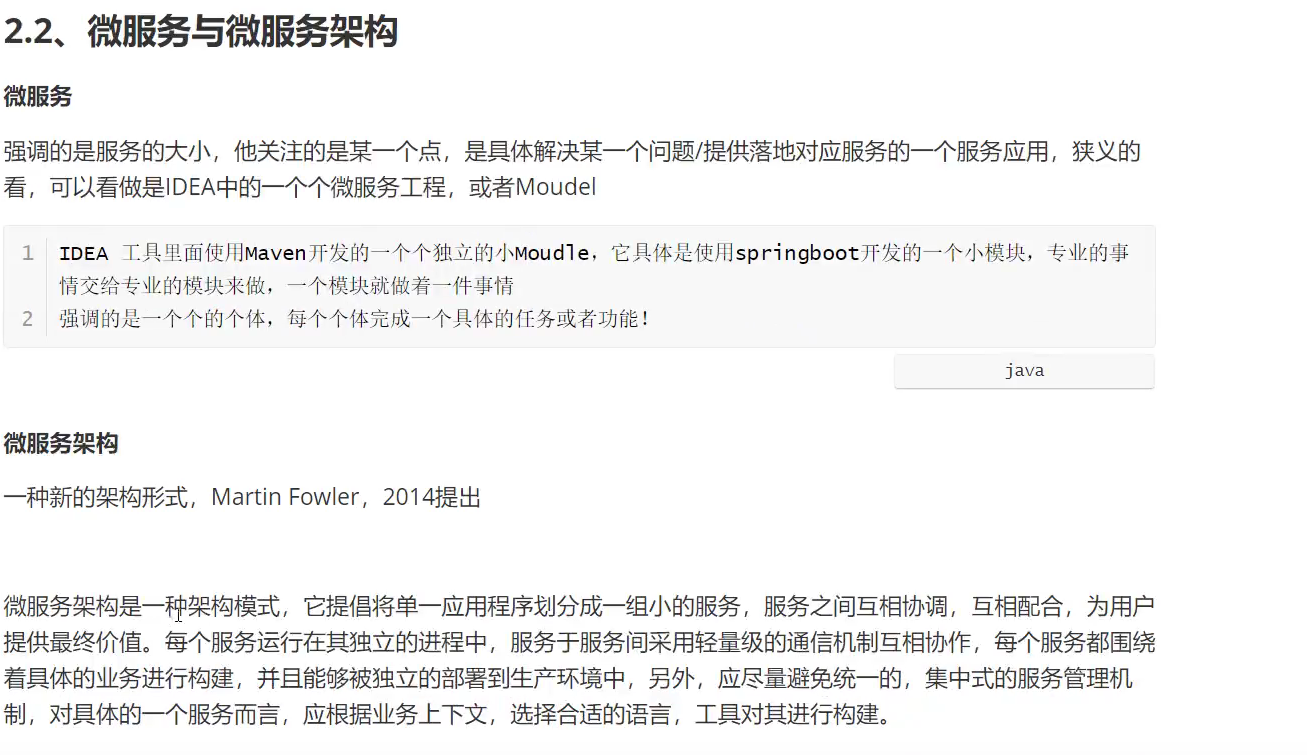 2.2、微服务与微服务架构
微服务
强调的是服务的大小，他关注的是某一个点，是具体解决某一个问题/提供落地对应服务的一个服务应用，狭义的
看，可以看做是IDEA中的一个个微服务工程，或者Moudel
1 IDEA 工具里面使用Maven开发的一个个独立的小Moudle，它具体是使用springboot开发的一个小模块，专业的事
情交给专业的模块来做，一个模块就做着一件事情
2 强调的是一个个的个体，每个个体完成一个具体的任务或者功能！
java
微服务架构
一种新的架构形式，Martin Fowler，2014提出
微服务架构是一种架构模式，它提倡将单一应用程序划分成一组小的服务，服务之间互相协调，互相配合，为用户
提供最终价值。每个服务运行在其独立的进程中，服务于服务间采用轻量级的通信机制互相协作，每个服务都围绕
着具体的业务进行构建，并且能够被独立的部署到生产环境中，另外，应尽量避免统一的，集中式的服务管理机
制，对具体的一个服务而言，应根据业务上下文，选择合适的语言，工具对其进行构建。